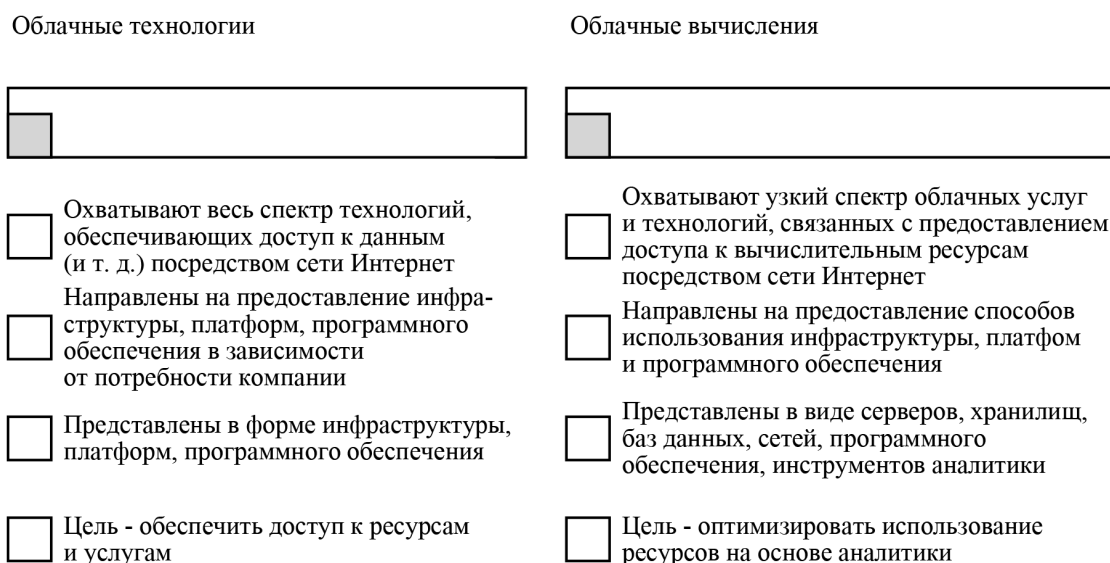 Облачные технологии
Облачные вычисления
Охватывают весь спектр технологий,
обеспечивающих доступ к данным
(и т. д.) посредством сети Интернет
Направлены на предоставление инфра-
структуры, платформ, программного
обеспечения в зависимости
от потребности компании
Представлены в форме инфраструктуры,
платформ, программного обеспечения
Цель - обеспечить доступ к ресурсам
и услугам
Охватывают узкий спектр облачных услуг
и технологий, связанных с предоставлением
доступа к вычислительным ресурсам
посредством сети Интернет
Направлены на предоставление способов
использования инфраструктуры, платфом
и программного обеспечения
Представлены в виде серверов, хранилищ,
баз данных, сетей, программного
обеспечения, инструментов аналитики
Цель - оптимизировать использование
ресурсов на основе аналитики